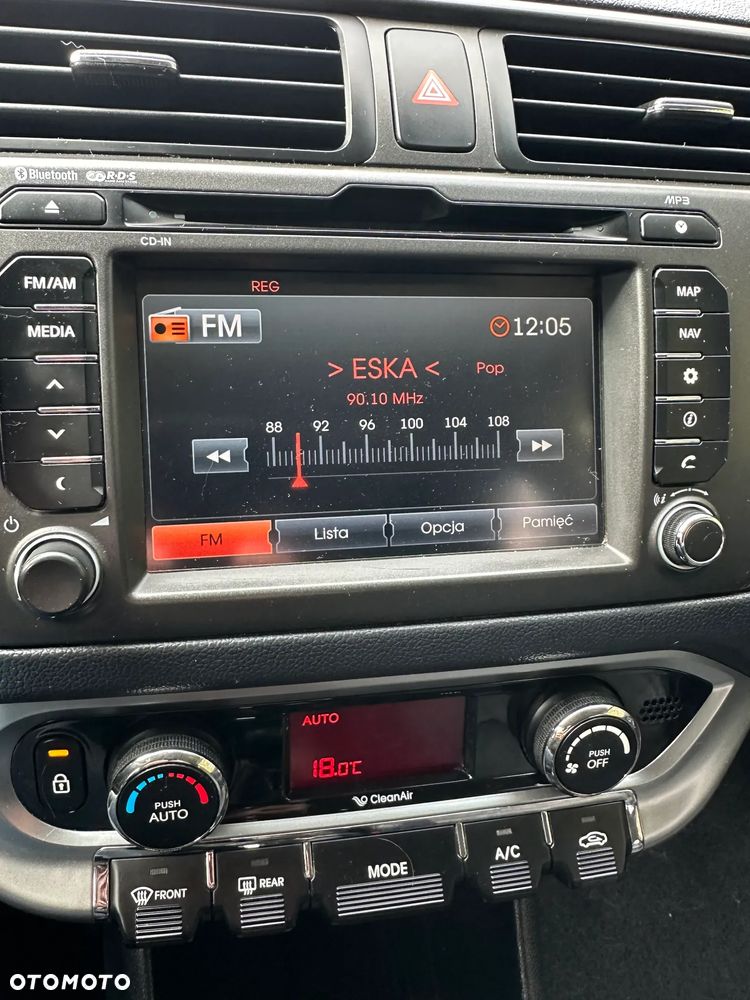 Bluetooth R·D·S
MP3
CD-IN
FM/AM
MEDIA
MAP
NAV
REG
FM
12:05
> ESKA < Pop
90.10 MHz
88 92 96 100 104 108
FM Lista Opcja Pamięć
AUTO
18.0°C
PUSH
AUTO
PUSH
OFF
CleanAir
FRONT
REAR
MODE
A/C
OTOMOTO